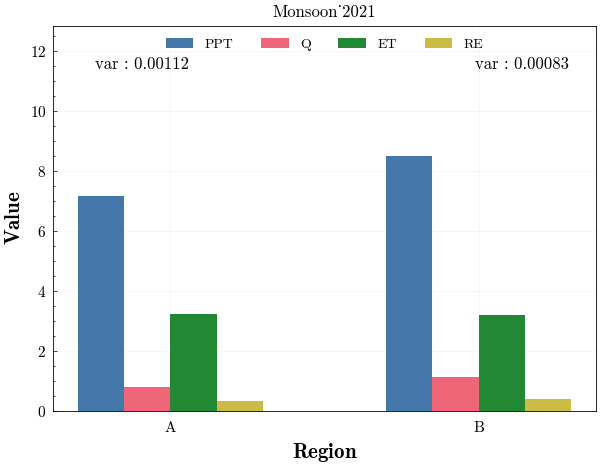 Monsoon˙2021
PPT Q ET RE
var : 0.00112
var : 0.00083
12
10
8
6
4
2
0
Value
A
B
Region